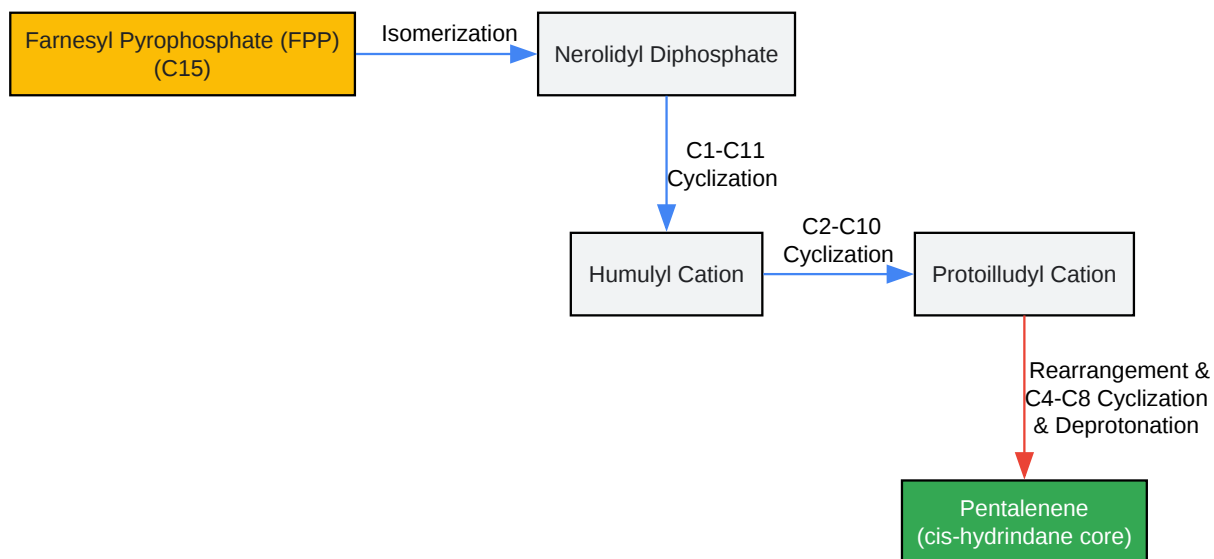 Farnesyl Pyrophosphate (FPP)
(C15)
Isomerization
Nerolidyl Diphosphate
C1-C11
Cyclization
Humulyl Cation
C2-C10
Cyclization
Protoilludyl Cation
Rearrangement &
C4-C8 Cyclization
& Deprotonation
Pentalenene
(cis-hydrindane core)